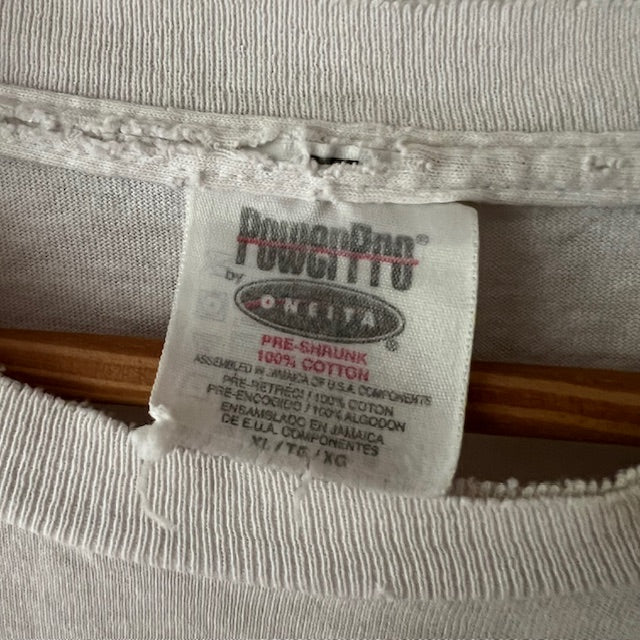 PowerPro®
by
ONEITA®
PRE-SHRUNK
100% COTTON
ASSEMBLED IN JAMAICA OF U.S.A. COMPONENTS
PRE-RETRECI / 100% COTON
PRE-ENCOGIDO / 100% ALGODON
ENSAMSLADO EN JAMAICA
DE E.U.A. COMPONENTES
XL / TG / XG